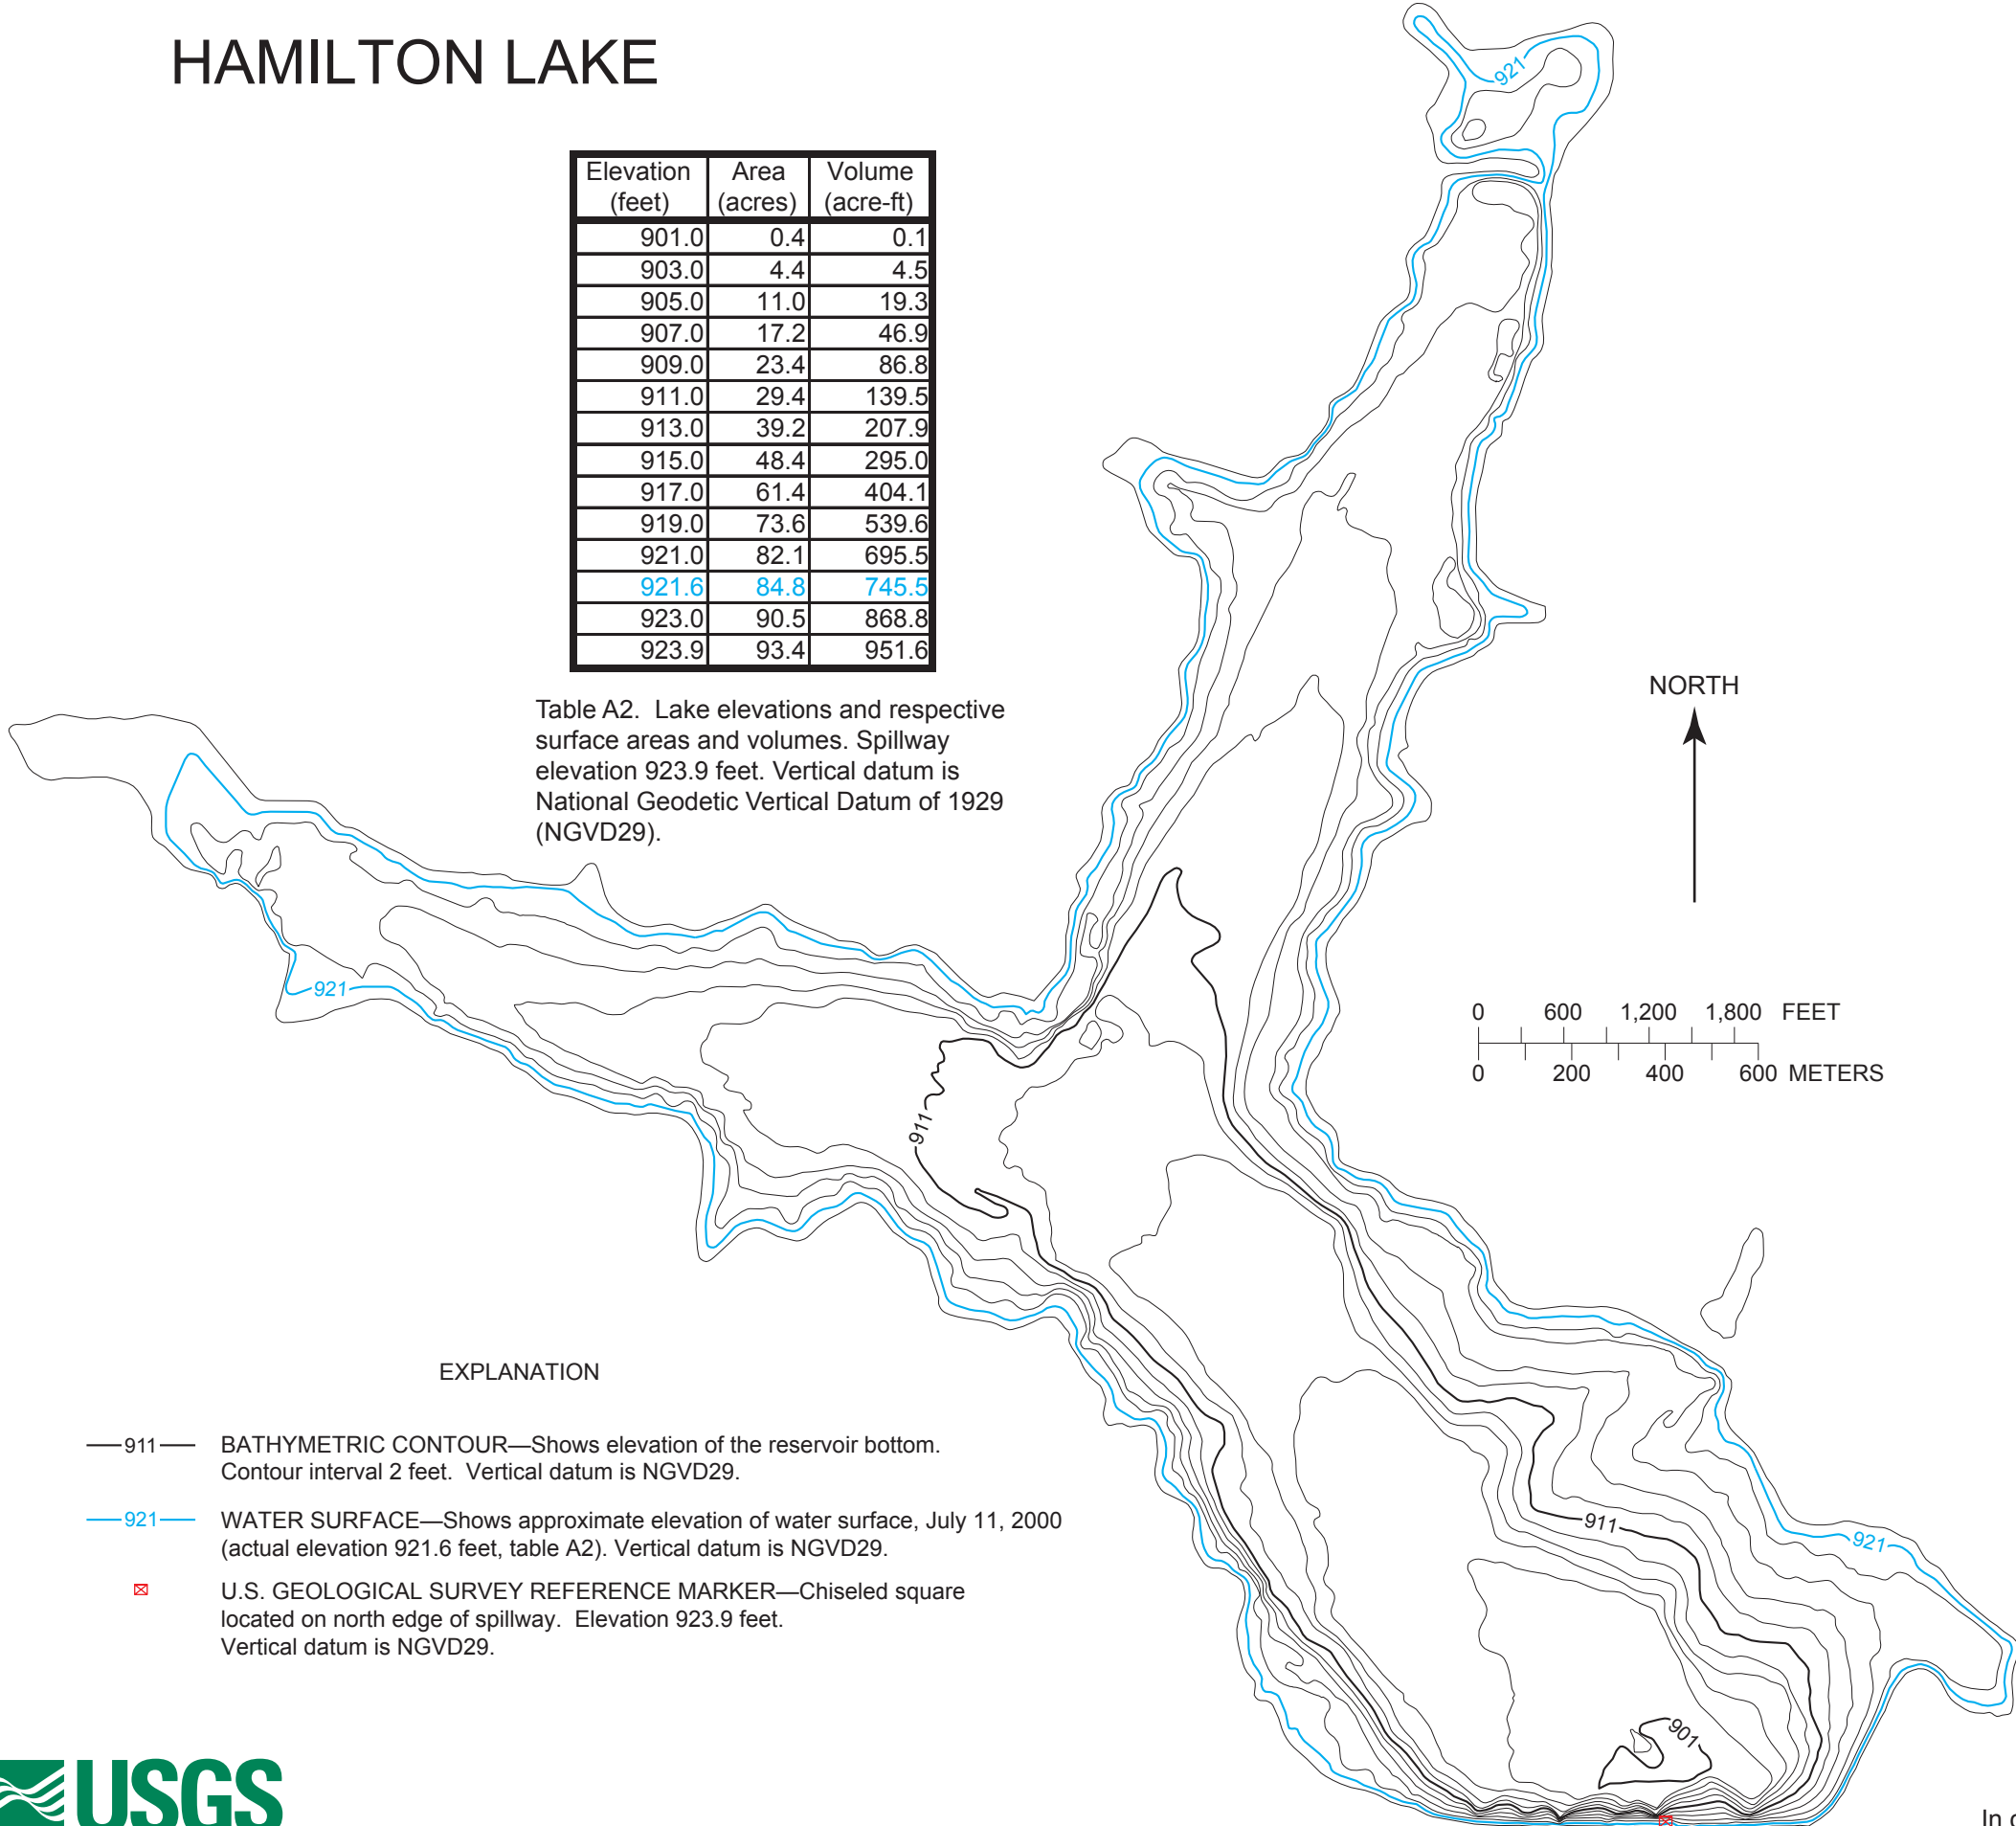 HAMILTON LAKE
Elevation (feet) Area (acres) Volume (acre-ft)
901.0 0.4 0.1
903.0 4.4 4.5
905.0 11.0 19.3
907.0 17.2 46.9
909.0 23.4 86.8
911.0 29.4 139.5
913.0 39.2 207.9
915.0 48.4 295.0
917.0 61.4 404.1
919.0 73.6 539.6
921.0 82.1 695.5
921.6 84.8 745.5
923.0 90.5 868.8
923.9 93.4 951.6
Table A2. Lake elevations and respective
surface areas and volumes. Spillway
elevation 923.9 feet. Vertical datum is
National Geodetic Vertical Datum of 1929
(NGVD29).
921
NORTH
921
0 600 1,200 1,800 FEET
0 200 400 600 METERS
911
EXPLANATION
911 BATHYMETRIC CONTOUR—Shows elevation of the reservoir bottom.
Contour interval 2 feet. Vertical datum is NGVD29.
921 WATER SURFACE—Shows approximate elevation of water surface, July 11, 2000
(actual elevation 921.6 feet, table A2). Vertical datum is NGVD29.
U.S. GEOLOGICAL SURVEY REFERENCE MARKER—Chiseled square
located on north edge of spillway. Elevation 923.9 feet.
Vertical datum is NGVD29.
911
921
901
USGS
In